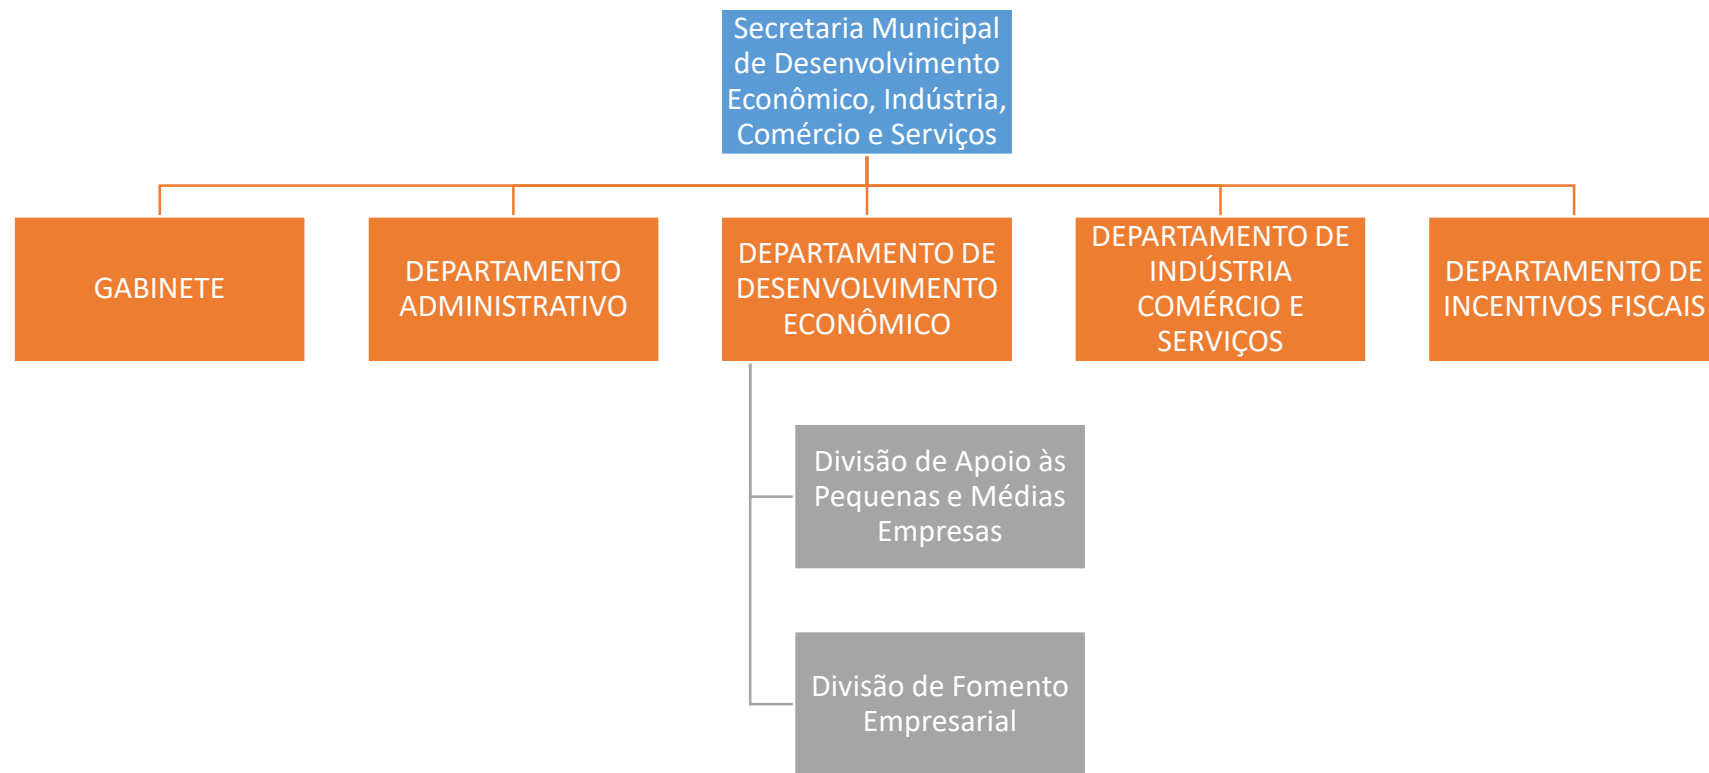 Secretaria Municipal
de Desenvolvimento
Econômico, Indústria,
Comércio e Serviços
GABINETE
DEPARTAMENTO
ADMINISTRATIVO
DEPARTAMENTO DE
DESENVOLVIMENTO
ECONÔMICO
DEPARTAMENTO DE
INDÚSTRIA
COMÉRCIO E
SERVIÇOS
DEPARTAMENTO DE
INCENTIVOS FISCAIS
Divisão de Apoio às
Pequenas e Médias
Empresas
Divisão de Fomento
Empresarial